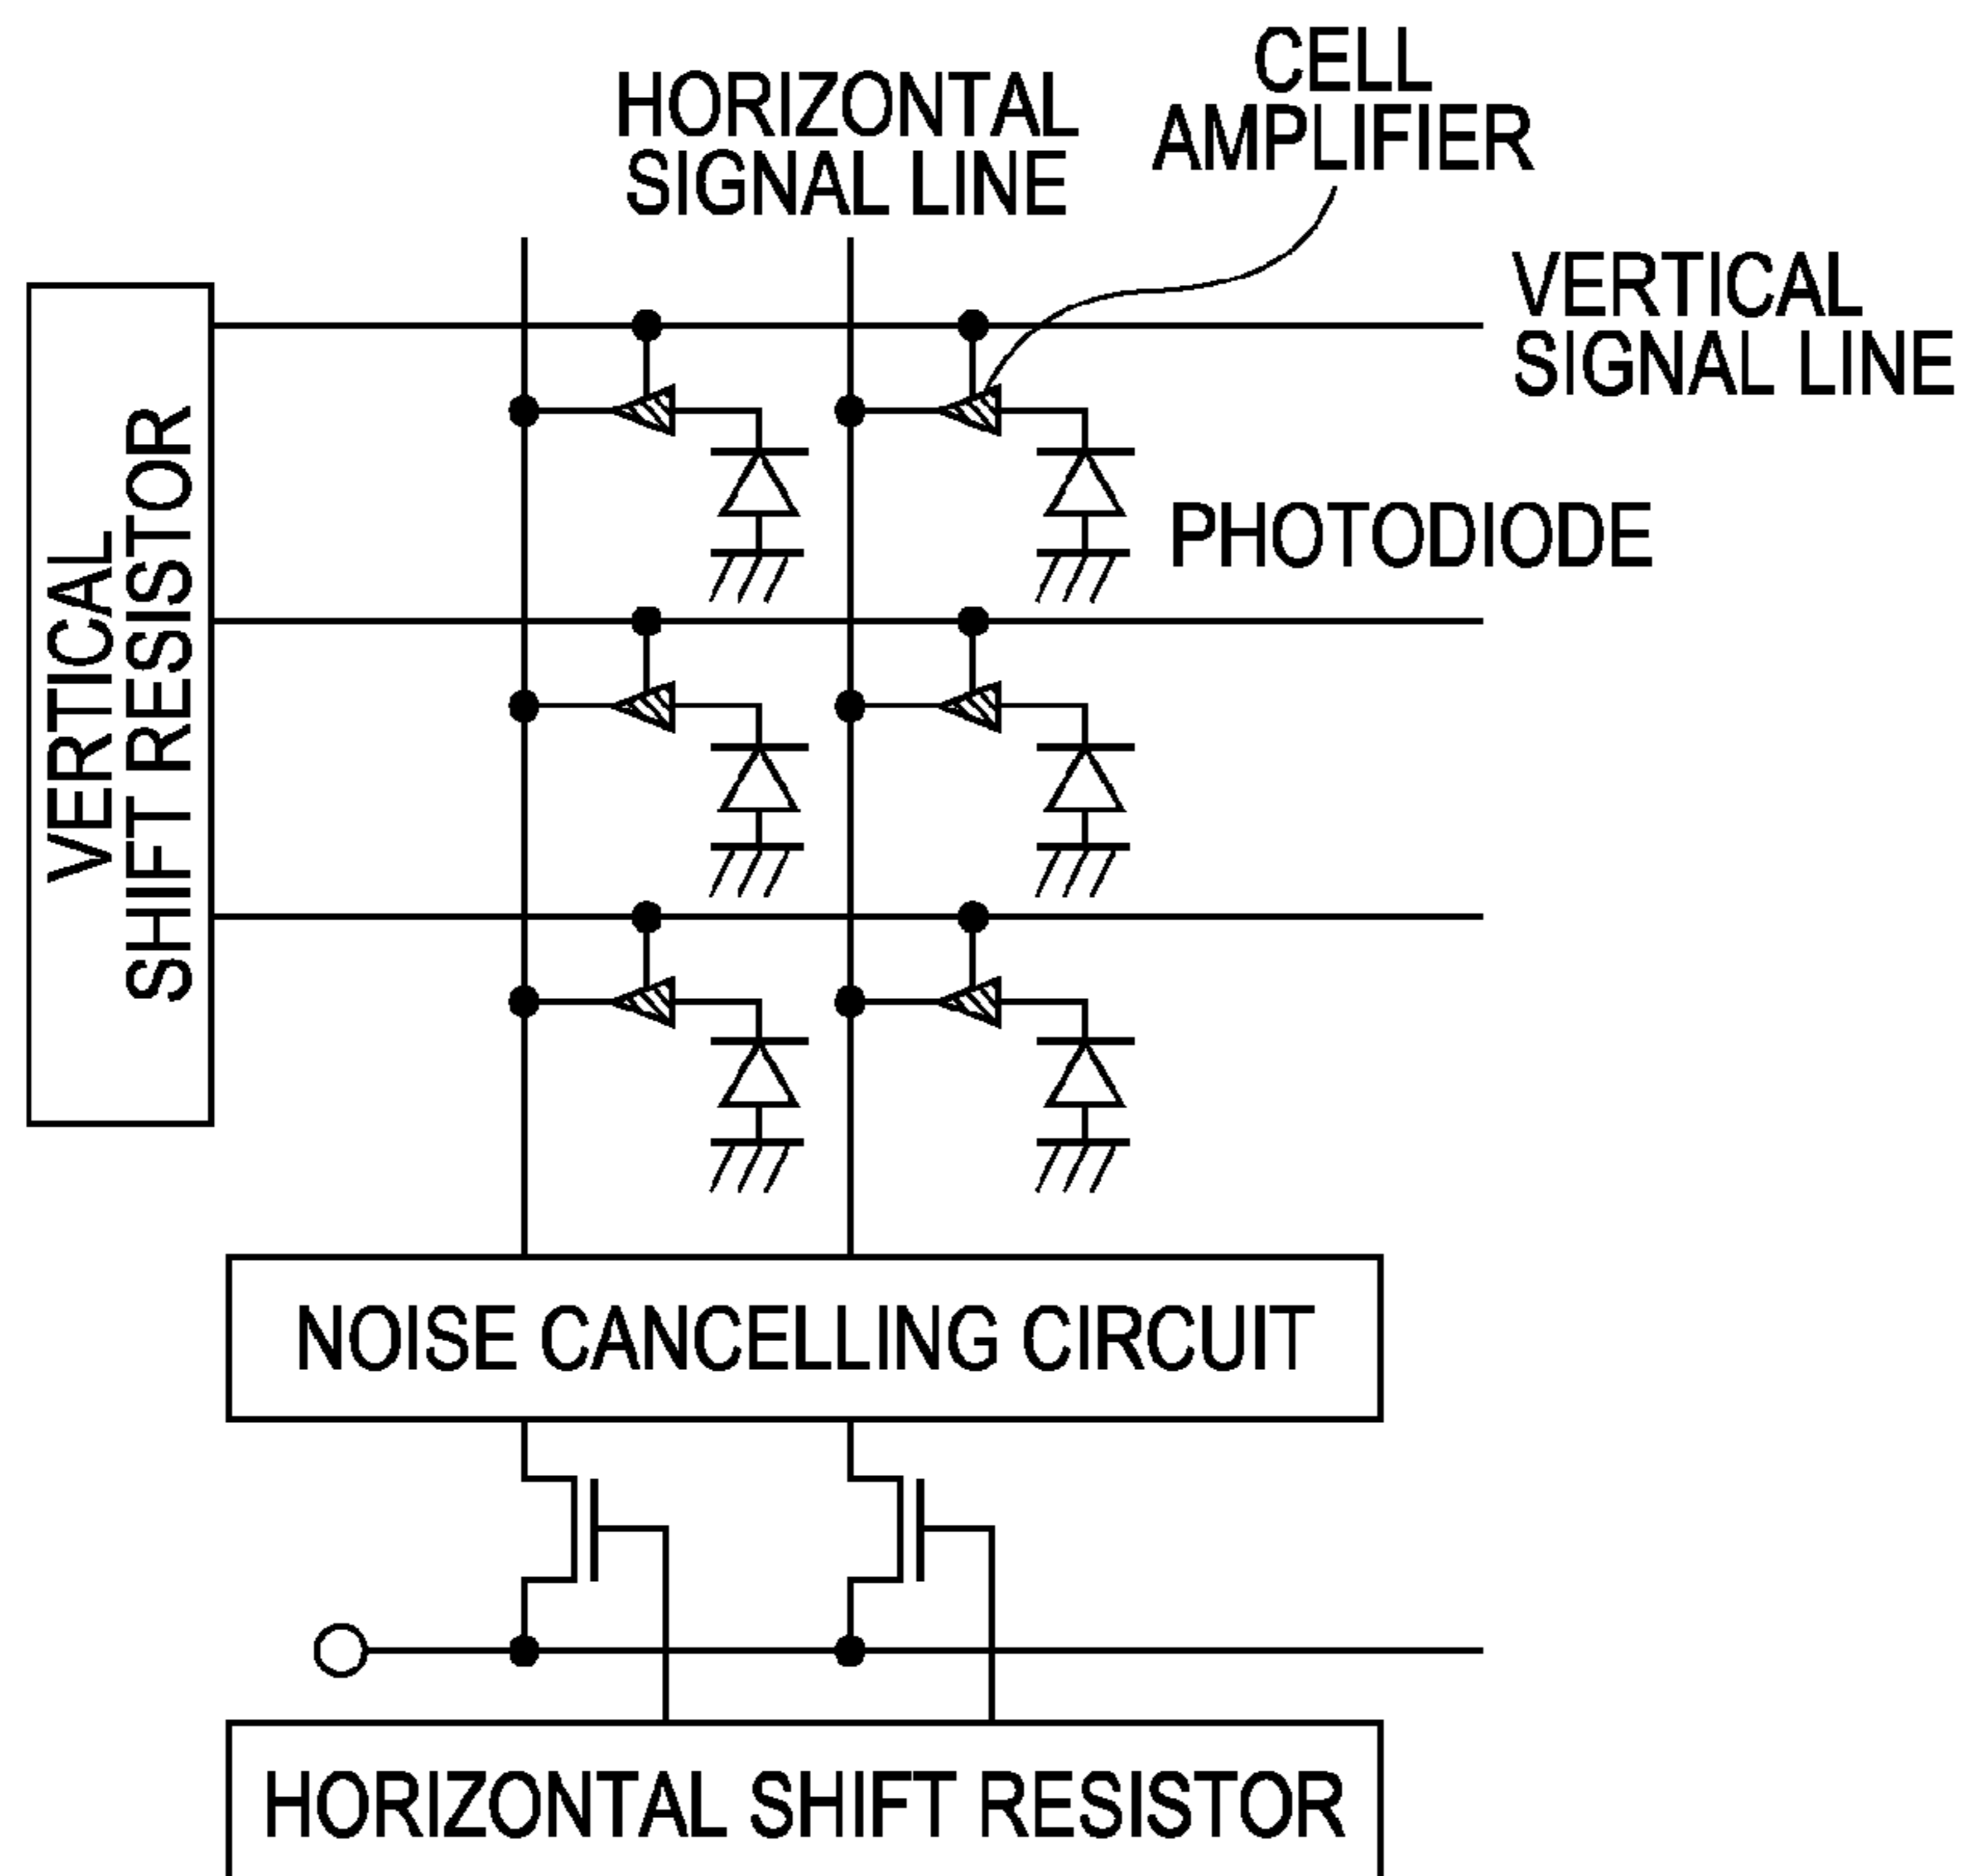 CELL
AMPLIFIER
HORIZONTAL
SIGNAL LINE
VERTICAL
SIGNAL LINE
VERTICAL
SHIFT RESISTOR
PHOTODIODE
NOISE CANCELLING CIRCUIT
HORIZONTAL SHIFT RESISTOR